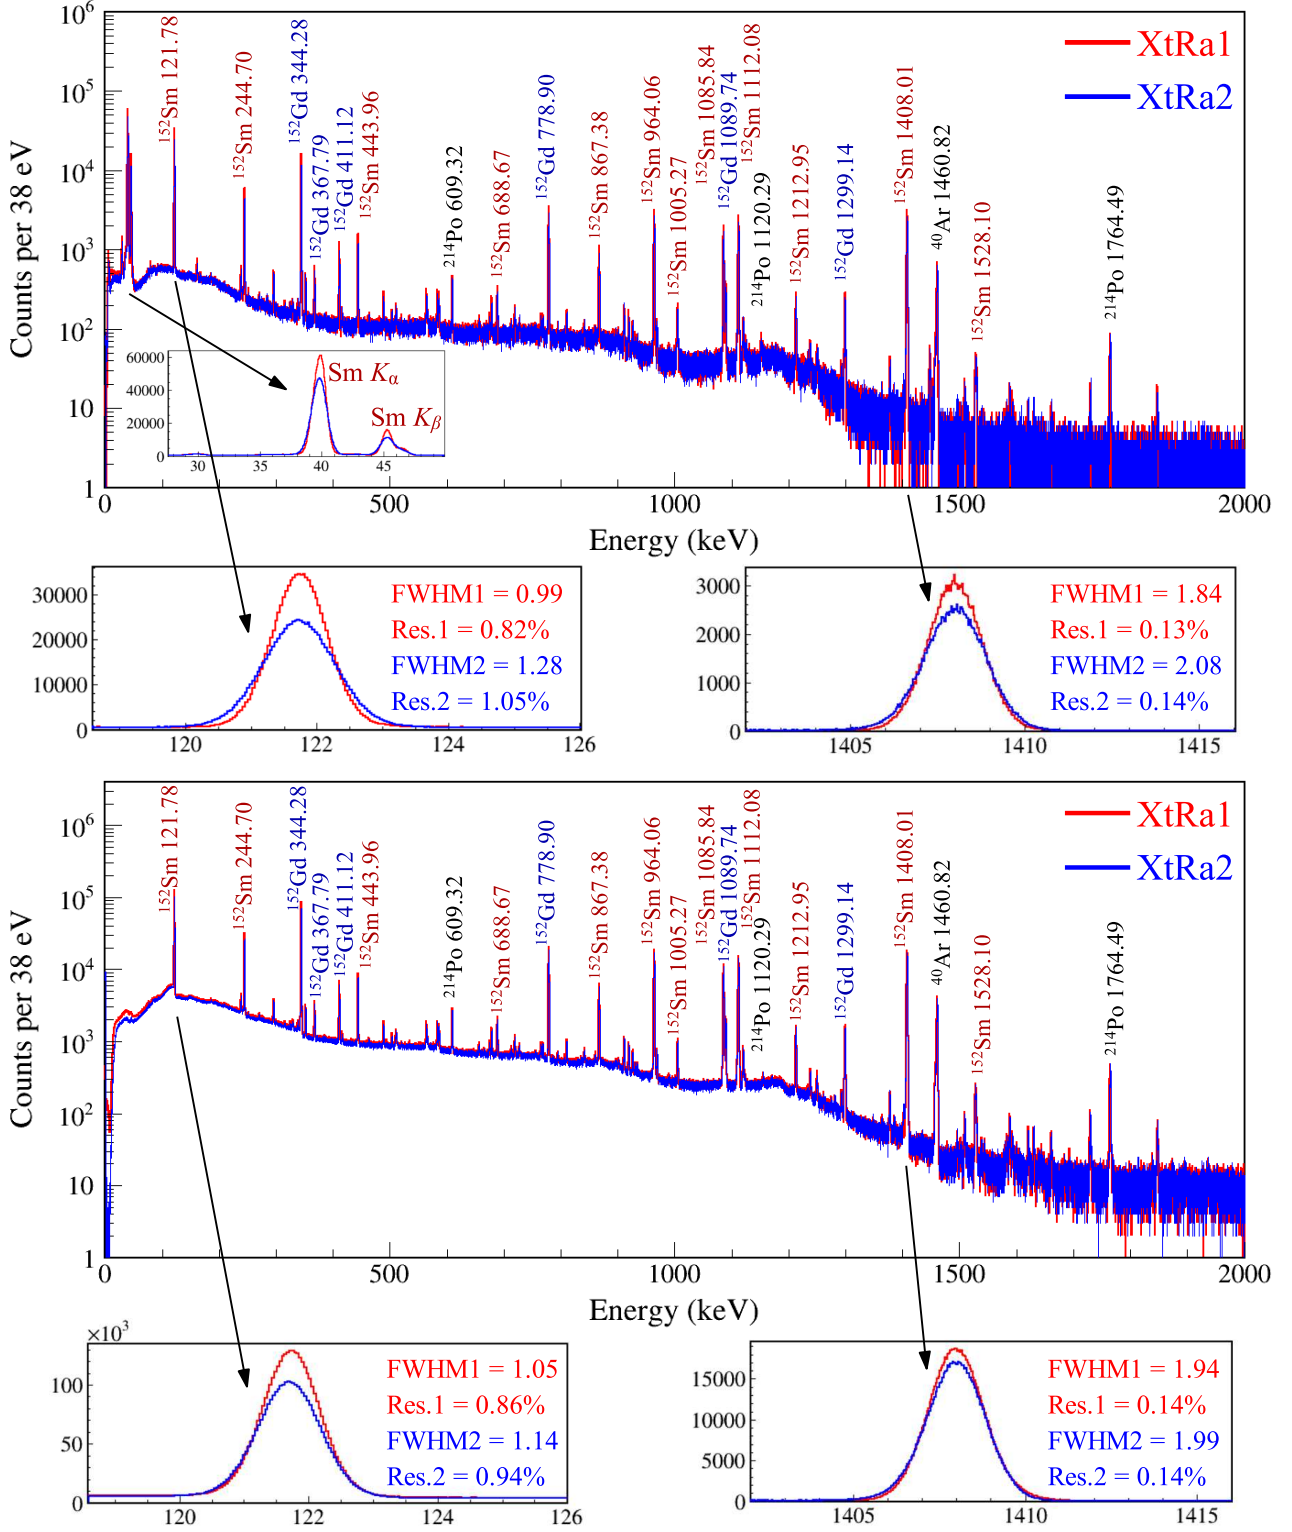 10⁶
10⁵
10⁴
10³
10²
10
1
Counts per 38 eV
XtRa1
XtRa2
¹⁵²Sm 121.78
¹⁵²Sm 244.70
¹⁵²Gd 344.28
¹⁵²Gd 367.79
¹⁵²Gd 411.12
¹⁵²Sm 443.96
²¹⁴Po 609.32
¹⁵²Sm 688.67
¹⁵²Gd 778.90
¹⁵²Sm 867.38
¹⁵²Sm 964.06
¹⁵²Sm 1005.27
¹⁵²Sm 1085.84
¹⁵²Gd 1089.74
¹⁵²Sm 1112.08
²¹⁴Po 1120.29
¹⁵²Sm 1212.95
¹⁵²Gd 1299.14
¹⁵²Sm 1408.01
⁴⁰Ar 1460.82
¹⁵²Sm 1528.10
²¹⁴Po 1764.49
60000
40000
20000
0
Sm Kα
Sm Kβ
30 35 40 45
0 500 1000 1500 2000
Energy (keV)
30000
20000
10000
0
FWHM1 = 0.99
Res.1 = 0.82%
FWHM2 = 1.28
Res.2 = 1.05%
120 122 124 126
3000
2000
1000
0
FWHM1 = 1.84
Res.1 = 0.13%
FWHM2 = 2.08
Res.2 = 0.14%
1405 1410 1415
10⁶
10⁵
10⁴
10³
10²
10
1
Counts per 38 eV
XtRa1
XtRa2
¹⁵²Sm 121.78
¹⁵²Sm 244.70
¹⁵²Gd 344.28
¹⁵²Gd 367.79
¹⁵²Gd 411.12
¹⁵²Sm 443.96
²¹⁴Po 609.32
¹⁵²Sm 688.67
¹⁵²Gd 778.90
¹⁵²Sm 867.38
¹⁵²Sm 964.06
¹⁵²Sm 1005.27
¹⁵²Sm 1085.84
¹⁵²Gd 1089.74
¹⁵²Sm 1112.08
²¹⁴Po 1120.29
¹⁵²Sm 1212.95
¹⁵²Gd 1299.14
¹⁵²Sm 1408.01
⁴⁰Ar 1460.82
¹⁵²Sm 1528.10
²¹⁴Po 1764.49
0 500 1000 1500 2000
Energy (keV)
×10³
100
50
0
FWHM1 = 1.05
Res.1 = 0.86%
FWHM2 = 1.14
Res.2 = 0.94%
120 122 124 126
15000
10000
5000
0
FWHM1 = 1.94
Res.1 = 0.14%
FWHM2 = 1.99
Res.2 = 0.14%
1405 1410 1415